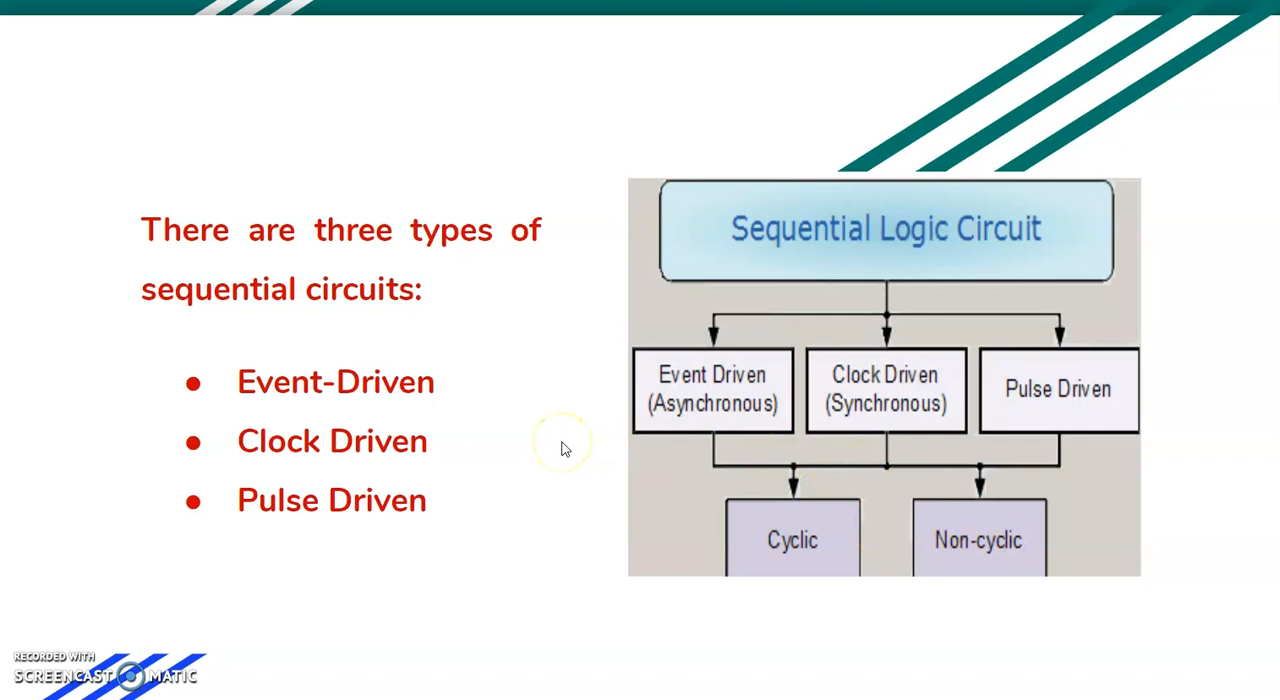 There are three types of
sequential circuits:
● Event-Driven
● Clock Driven
● Pulse Driven
Sequential Logic Circuit
Event Driven
(Asynchronous)
Clock Driven
(Synchronous)
Pulse Driven
Cyclic
Non-cyclic
RECORDED WITH
SCREENCAST MATIC